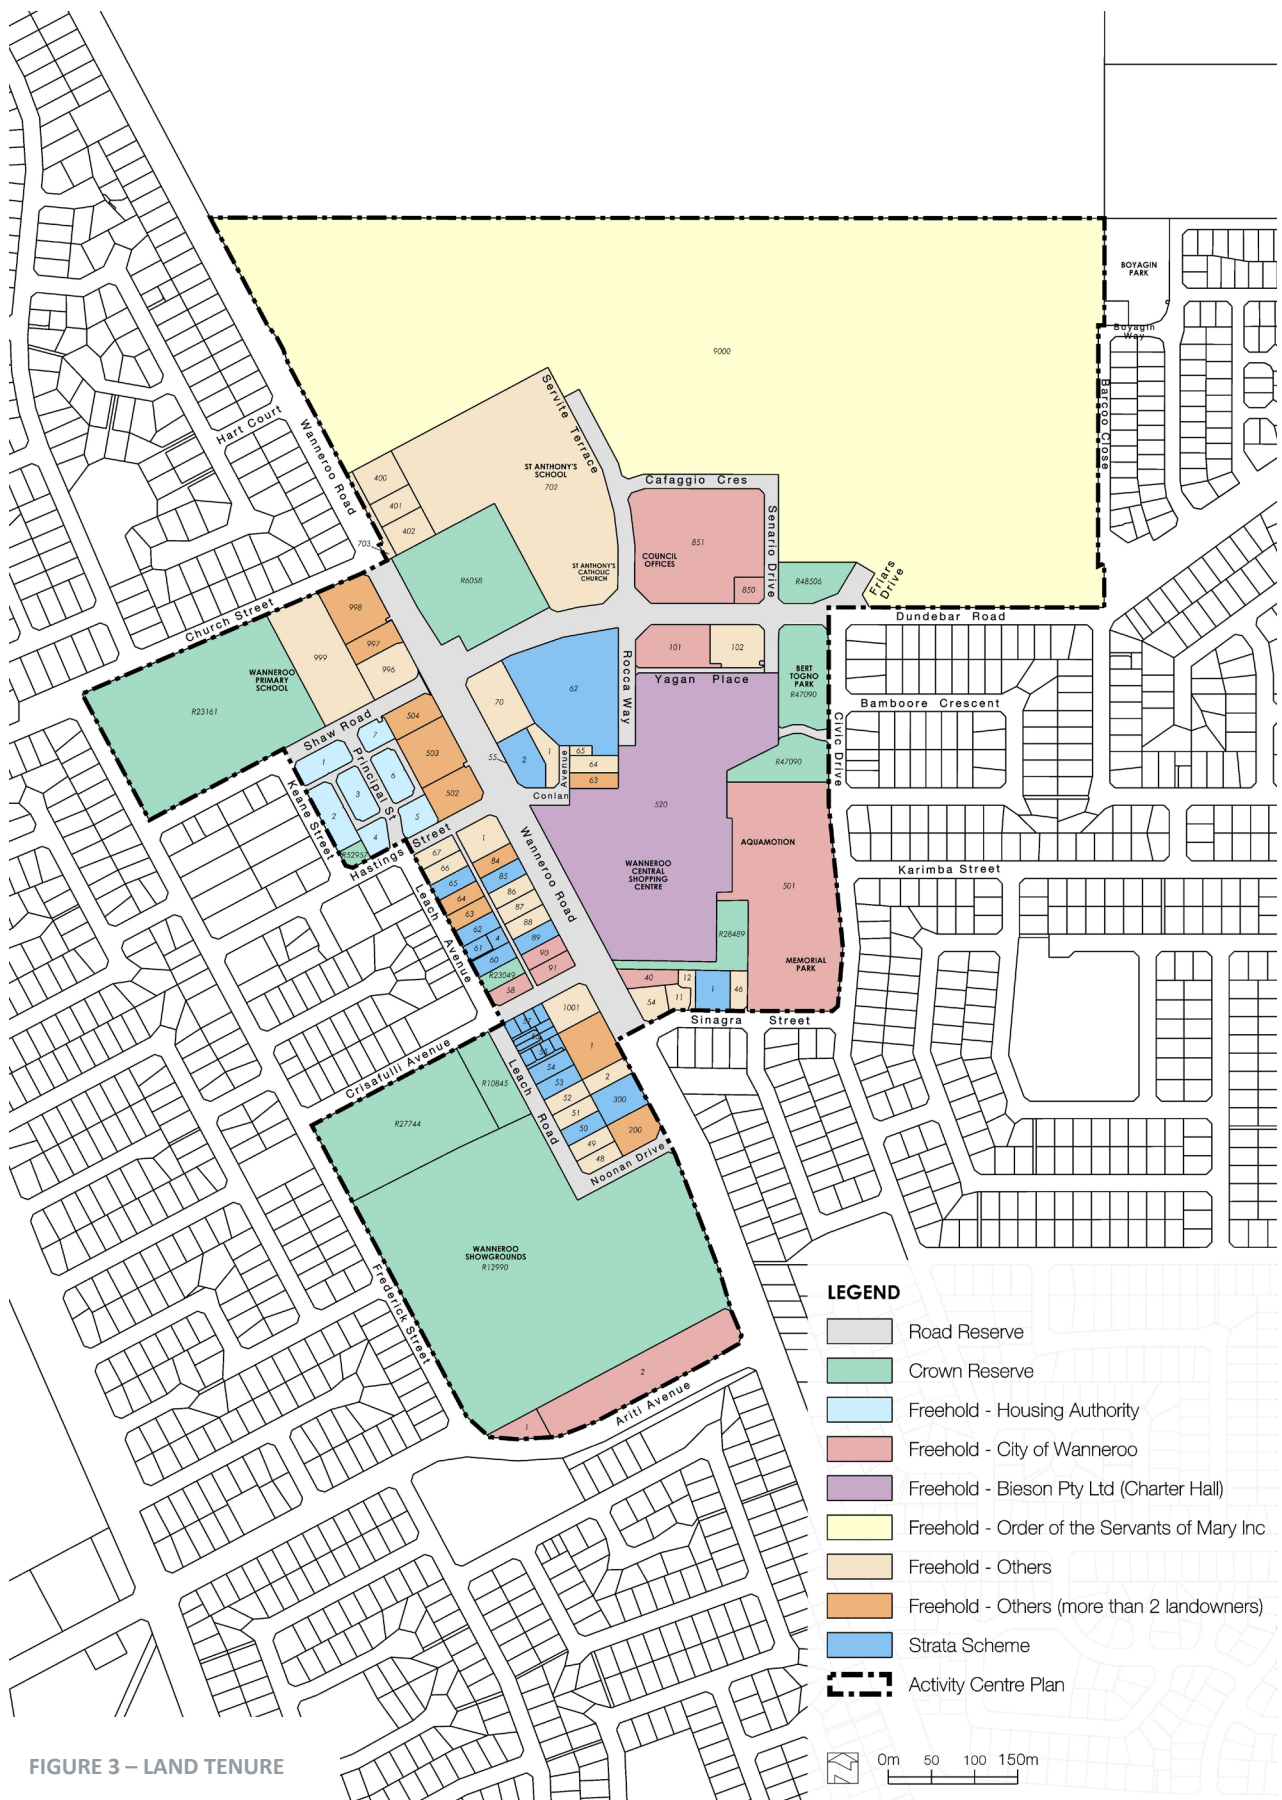 BOYAGIN
PARK
Boyagin
Way
9000
Barcoo Close
Servite Terrace
Hart Court
Wanneroo Road
ST ANTHONY'S
SCHOOL
702
400
401
402
703
Cafaggio Cres
Senario Drive
851
COUNCIL
OFFICES
850
ST ANTHONY'S
CATHOLIC
CHURCH
R6058
R48506
Friars
Drive
Church Street
998
997
999
996
WANNEROO
PRIMARY
SCHOOL
R23161
Dundebar Road
101
102
BERT
TOGNO
PARK
R47090
Rocca Way
Yagan Place
62
70
Bamboore Crescent
Civic Drive
Shaw Road
504
503
502
7
1
6
3
2
4
5
Principal St
Keane Street
R52957
Hastings Street
55
2
1
65
64
63
Avenue
Conlan
R47090
520
AQUAMOTION
501
WANNEROO
CENTRAL
SHOPPING
CENTRE
Karimba Street
Wanneroo Road
1
67
66
65
64
63
62
61
4
60
R23049
58
84
85
86
87
88
89
90
91
Leach Avenue
R28489
MEMORIAL
PARK
40
12
54
11
1
46
Sinagra Street
1001
57
1
54
53
52
51
50
49
48
2
300
200
Leach Road
Noonan Drive
Crisafulli Avenue
R10845
R27744
WANNEROO
SHOWGROUNDS
R12990
Frederick Street
2
1
Ariti Avenue
LEGEND
Road Reserve
Crown Reserve
Freehold - Housing Authority
Freehold - City of Wanneroo
Freehold - Bieson Pty Ltd (Charter Hall)
Freehold - Order of the Servants of Mary Inc
Freehold - Others
Freehold - Others (more than 2 landowners)
Strata Scheme
Activity Centre Plan
FIGURE 3 – LAND TENURE
N
0m 50 100 150m